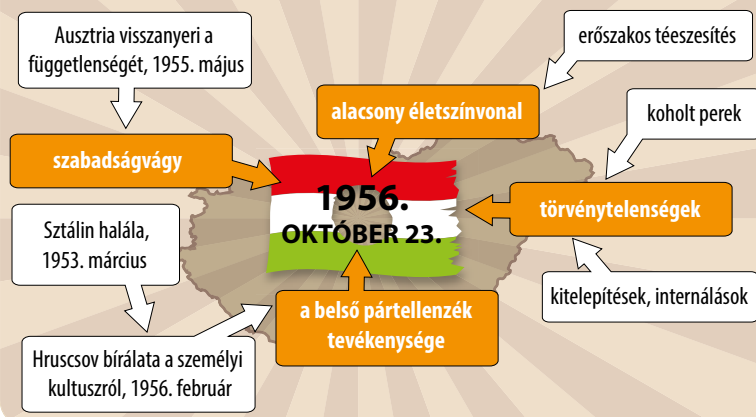 Ausztria visszanyeri a
függetlenségét, 1955. május
erőszakos téeszesítés
alacsony életszínvonal
koholt perek
szabadságvágy
1956.
OKTÓBER 23.
törvénytelenségek
Sztálin halála,
1953. március
kitelepítések, internálások
a belső pártellenzék
tevékenysége
Hruscsov bírálata a személyi
kultuszról, 1956. február